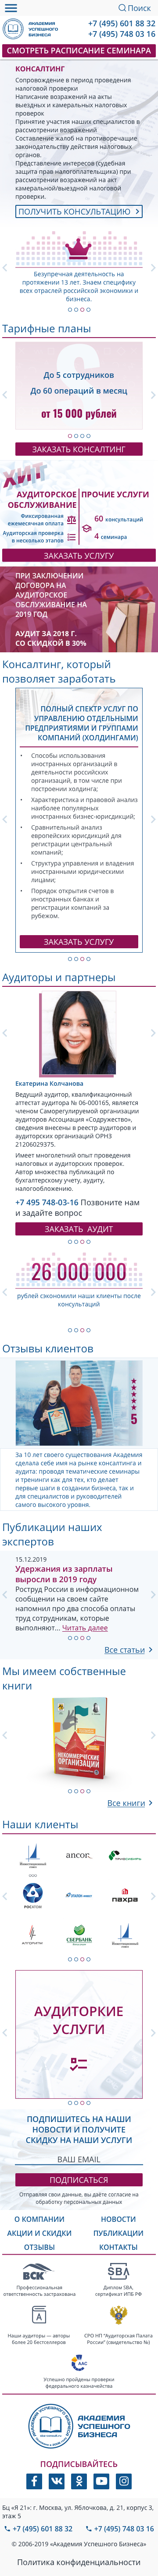 Поиск
АКАДЕМИЯ
УСПЕШНОГО
БИЗНЕСА
+7 (495) 601 88 32
+7 (495) 748 03 16
СМОТРЕТЬ РАСПИСАНИЕ СЕМИНАРА
КОНСАЛТИНГ
Сопровождение в период проведения
налоговой проверки
Написание возражений на акты
выездных и камеральных налоговых
проверок
Принятие участия наших специалистов в
рассмотрении возражений
Составление жалоб на противоправную
законодательству действия налоговых
органов.
Представление интересов судебная
защита прав налогоплательщика) при
рассмотрении возражений на акт
камеральной/выездной налоговой
проверки.
ПОЛУЧИТЬ КОНСУЛЬТАЦИЮ
Безупречная деятельность на
протяжении 13 лет. Знаем специфику
всех отраслей российской экономики и
бизнеса.
Тарифные планы
До 5 сотрудников
До 60 операций в месяц
от 15 000 рублей
ЗАКАЗАТЬ КОНСАЛТИНГ
ХИТ
АУДИТОРСКОЕ
ОБСЛУЖИВАНИЕ
Фиксированная
ежемесячная оплата
Аудиторская проверка
в несколько этапов
ПРОЧИЕ УСЛУГИ
60 консультаций
4 семинара
ЗАКАЗАТЬ УСЛУГУ
ПРИ ЗАКЛЮЧЕНИИ
ДОГОВОРА НА
АУДИТОРСКОЕ
ОБСЛУЖИВАНИЕ НА
2019 ГОД
АУДИТ ЗА 2018 Г.
СО СКИДКОЙ В 30%
Консалтинг, который
позволяет заработать
ПОЛНЫЙ СПЕКТР УСЛУГ ПО
УПРАВЛЕНИЮ ОТДЕЛЬНЫМИ
ПРЕДПРИЯТИЯМИ И ГРУППАМИ
КОМПАНИЙ (ХОЛДИНГАМИ)
• Способы использования
иностранных организаций в
деятельности российских
организаций, в том числе при
построении холдинга;
• Характеристика и правовой анализ
наиболее популярных
иностранных бизнес-юрисдикций;
• Сравнительный анализ
европейских юрисдикций для
регистрации центральный
компаний;
• Структура управления и владения
иностранными юридическими
лицами;
• Порядок открытия счетов в
иностранных банках и
регистрация компаний за
рубежом.
ЗАКАЗАТЬ УСЛУГУ
Аудиторы и партнеры
Екатерина Колчанова
Ведущий аудитор, квалификационный
аттестат аудитора № 06-000165, является
членом Саморегулируемой организации
аудиторов «Аудиторская
ассоциация «Содружество»,
сведения внесены в реестр аудиторов и
аудиторских организаций ОРНЗ
21206029375.
Имеет многолетний опыт проведения
налоговых и аудиторских проверок.
Автор множества публикаций по
бухгалтерскому учету, аудиту,
налогообложению.
+7 495 748-03-16 Позвоните нам
и задайте вопрос
ЗАКАЗАТЬ АУДИТ
26 000 000
рублей сэкономили наши клиенты после
консультаций
Отзывы клиентов
5
За 10 лет своего существования Академия
сделала себе имя на рынке консалтинга и
аудита: проводя тематические семинары
и тренинги как для тех, кто делает
первые шаги в создании бизнеса, так и
для специалистов и руководителей
самого высокого уровня.
Публикации наших
экспертов
15.12.2019
Удержания из зарплаты
выросли в 2019 году
Роструд России в информационном
сообщении на своем сайте
напомнил про два способа оплаты
труд сотрудникам, которые
выполняют... Читать далее
Все статьи
Мы имеем собственные
книги
НЕКОММЕРЧЕСКИЕ
ОРГАНИЗАЦИИ
Все книги
Наши клиенты
ancor.
РОСАТОМ
пахра
СБЕРБАНК
АУДИТОРКИЕ
УСЛУГИ
ПОДПИШИТЕСЬ НА НАШИ
НОВОСТИ И ПОЛУЧИТЕ
СКИДКУ НА НАШИ УСЛУГИ
ВАШ EMAIL
ПОДПИСАТЬСЯ
Отправляя свои данные, вы даёте согласие на
обработку персональных данных
О КОМПАНИИ
НОВОСТИ
АКЦИИ И СКИДКИ
ПУБЛИКАЦИИ
ОТЗЫВЫ
КОНТАКТЫ
ВСК
Профессиональная
ответственность застрахована
SBA
Диплом SBA,
сертификат ИПБ РФ
Наши аудиторы — авторы
более 20 бестселлеров
СРО НП "Аудиторская Палата
России" (свидетельство №)
ААС
Успешно пройдены проверки
федерального казначейства
АКАДЕМИЯ
УСПЕШНОГО
БИЗНЕСА
ПОДПИСЫВАЙТЕСЬ
Бц «Я 21»: г. Москва, ул. Яблочкова, д. 21, корпус 3,
этаж 5
+7 (495) 601 88 32
+7 (495) 748 03 16
© 2006-2019 «Академия Успешного Бизнеса»
Политика конфиденциальности